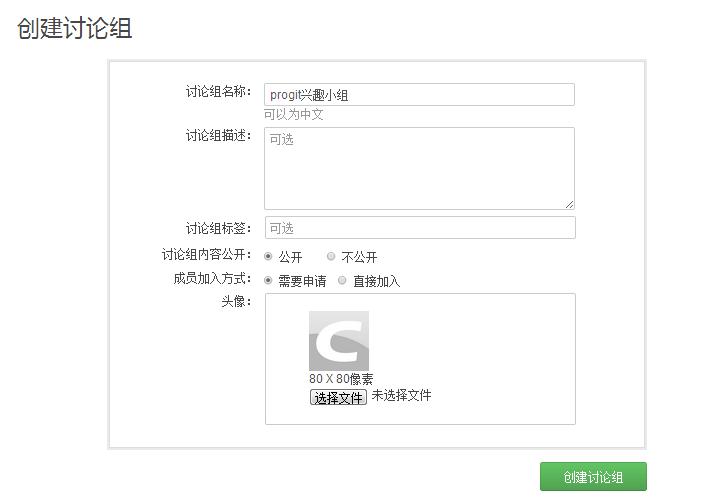 创建讨论组
讨论组名称： progit兴趣小组
可以为中文
讨论组描述： 可选
讨论组标签： 可选
讨论组内容公开： 公开 不公开
成员加入方式： 需要申请 直接加入
头像：
C
80 X 80像素
选择文件 未选择文件
创建讨论组